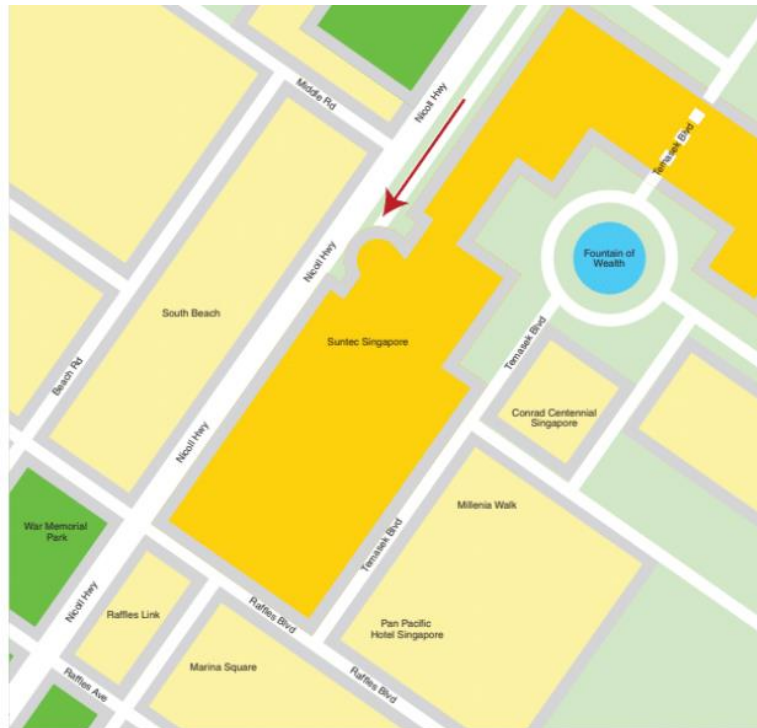 Middle Rd
Nicoll Hwy
Temasek Blvd
Nicoll Hwy
Fountain of
Wealth
South Beach
Suntec Singapore
Temasek Blvd
Beach Rd
Conrad Centennial
Singapore
Nicoll Hwy
Millenia Walk
War Memorial
Park
Temasek Blvd
Nicoll Hwy
Raffles Link
Raffles Blvd
Pan Pacific
Hotel Singapore
Marina Square
Raffles Ave
Raffles Blvd